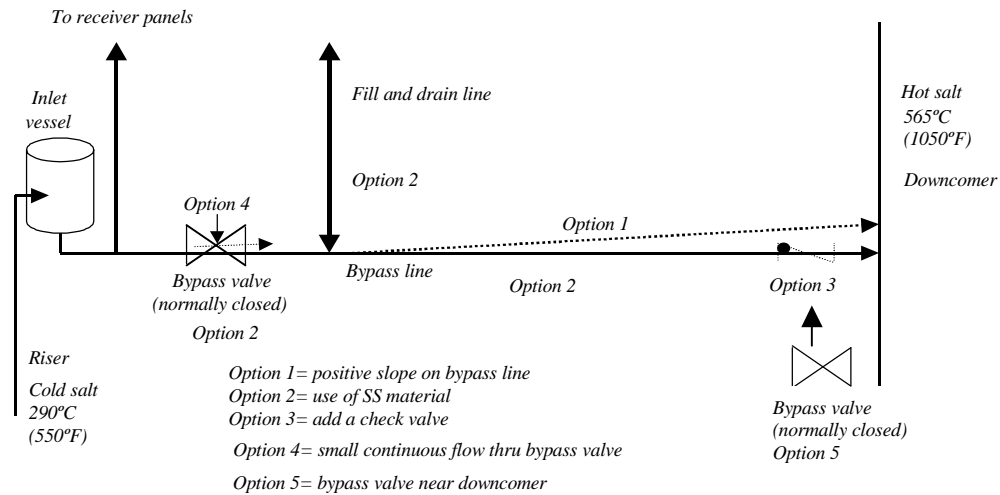 To receiver panels
Inlet
vessel
Fill and drain line
Hot salt
565ºC
(1050ºF)
Option 4
Option 2
Downcomer
Option 1
Bypass line
Bypass valve
(normally closed)
Option 2
Option 2
Option 3
Riser
Cold salt
290ºC
(550ºF)
Option 1= positive slope on bypass line
Option 2= use of SS material
Option 3= add a check valve
Option 4= small continuous flow thru bypass valve
Option 5= bypass valve near downcomer
Bypass valve
(normally closed)
Option 5